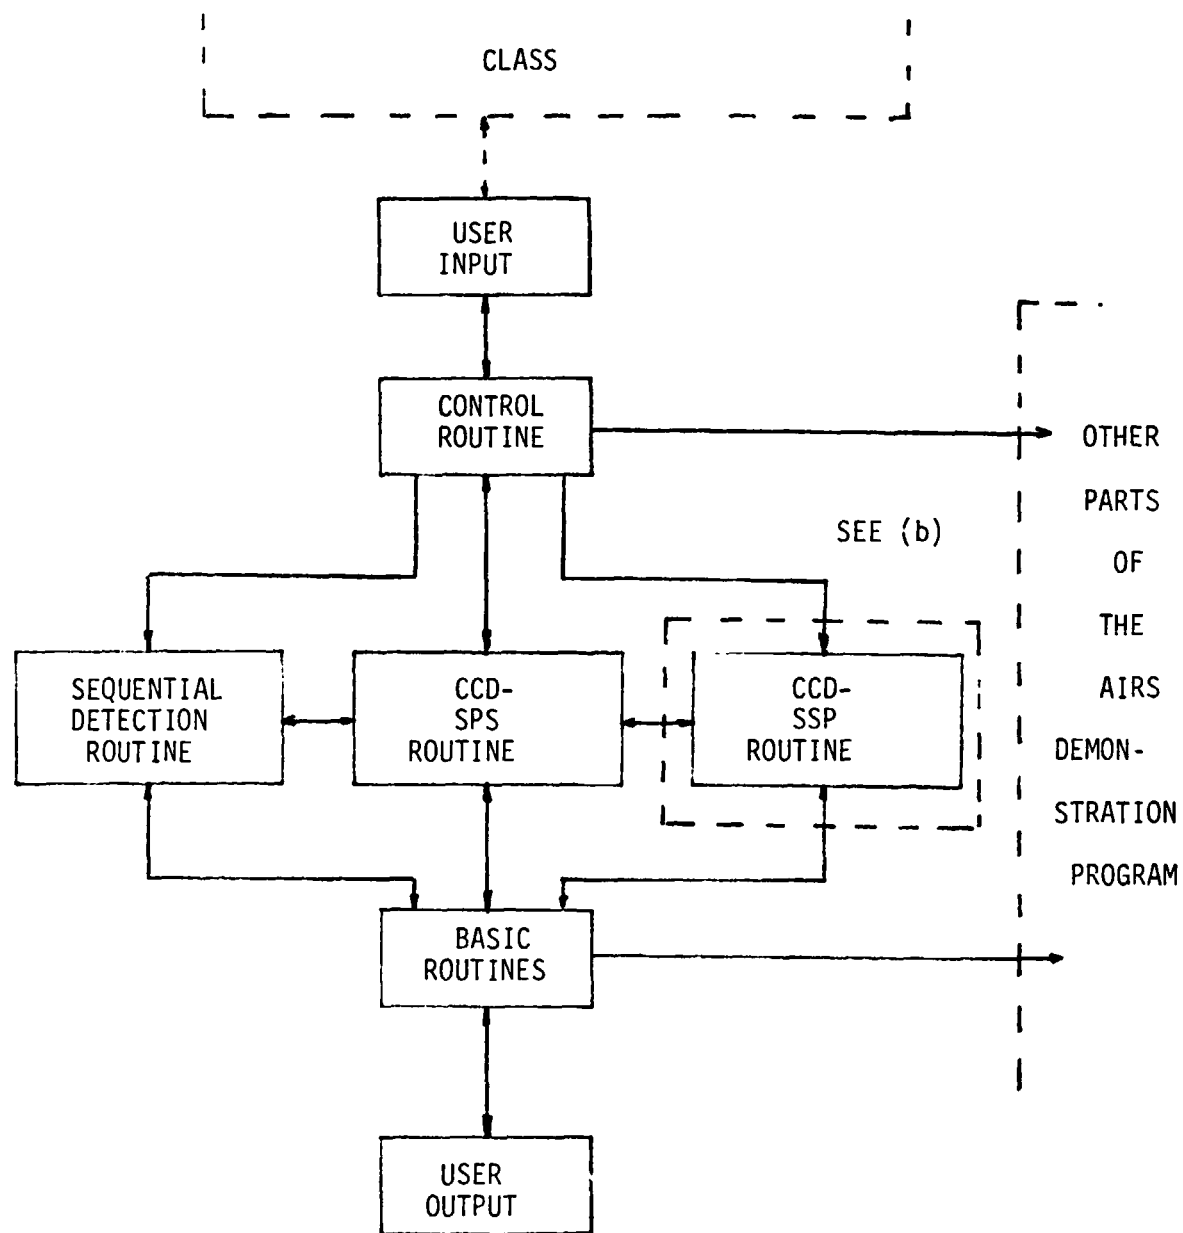 CLASS
USER
INPUT
CONTROL
ROUTINE
SEE (b)
SEQUENTIAL
DETECTION
ROUTINE
CCD-
SPS
ROUTINE
CCD-
SSP
ROUTINE
BASIC
ROUTINES
USER
OUTPUT
OTHER
PARTS
OF
THE
AIRS
DEMON-
STRATION
PROGRAM